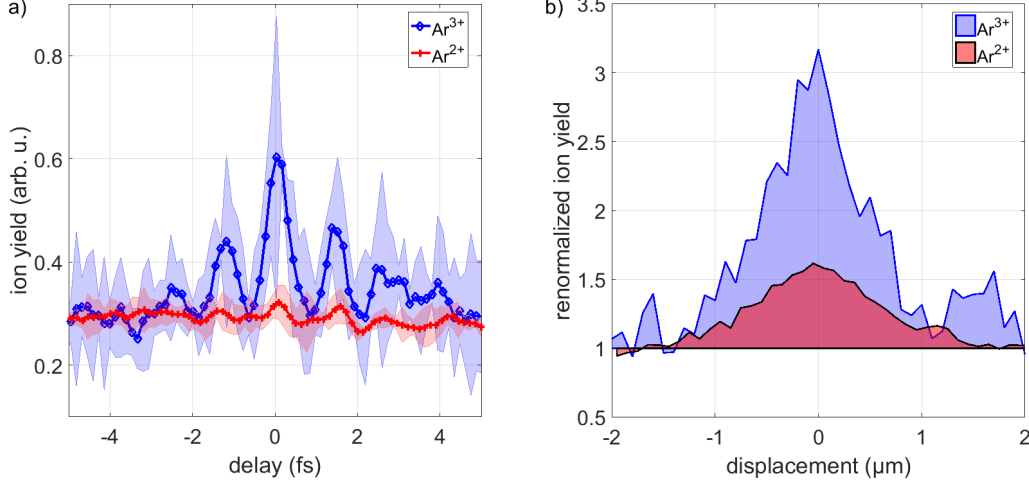 a)
Ar3+
Ar2+
0.8
0.6
0.4
0.2
ion yield (arb. u.)
-4 -2 0 2 4
delay (fs)
b)
Ar3+
Ar2+
3.5
3
2.5
2
1.5
1
0.5
renormalized ion yield
-2 -1 0 1 2
displacement (µm)